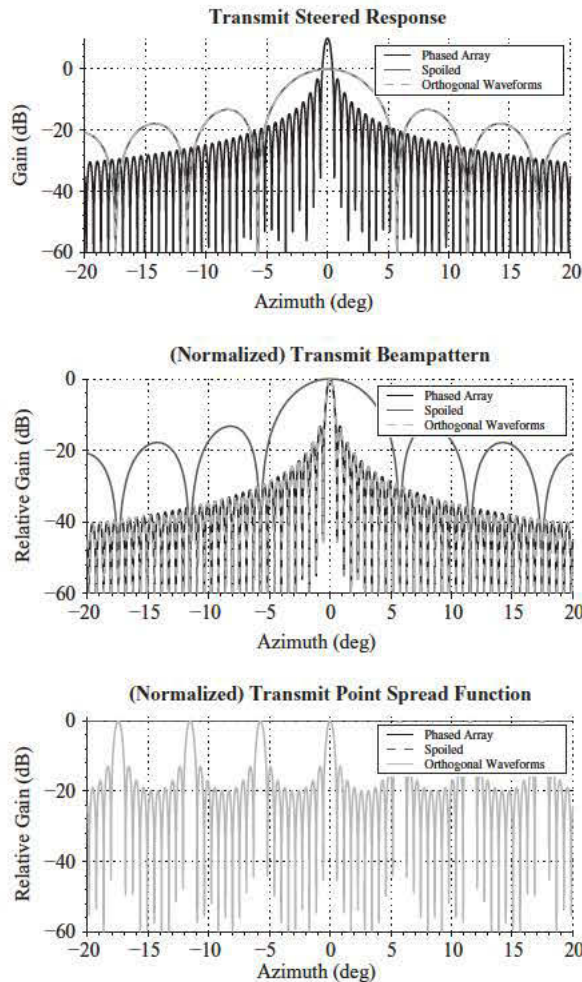 Transmit Steered Response
Phased Array
Spoiled
Orthogonal Waveforms
Gain (dB)
0
−20
−40
−60
−20 −15 −10 −5 0 5 10 15 20
Azimuth (deg)
(Normalized) Transmit Beampattern
Phased Array
Spoiled
Orthogonal Waveforms
Relative Gain (dB)
0
−20
−40
−60
−20 −15 −10 −5 0 5 10 15 20
Azimuth (deg)
(Normalized) Transmit Point Spread Function
Phased Array
Spoiled
Orthogonal Waveforms
Relative Gain (dB)
0
−20
−40
−60
−20 −15 −10 −5 0 5 10 15 20
Azimuth (deg)